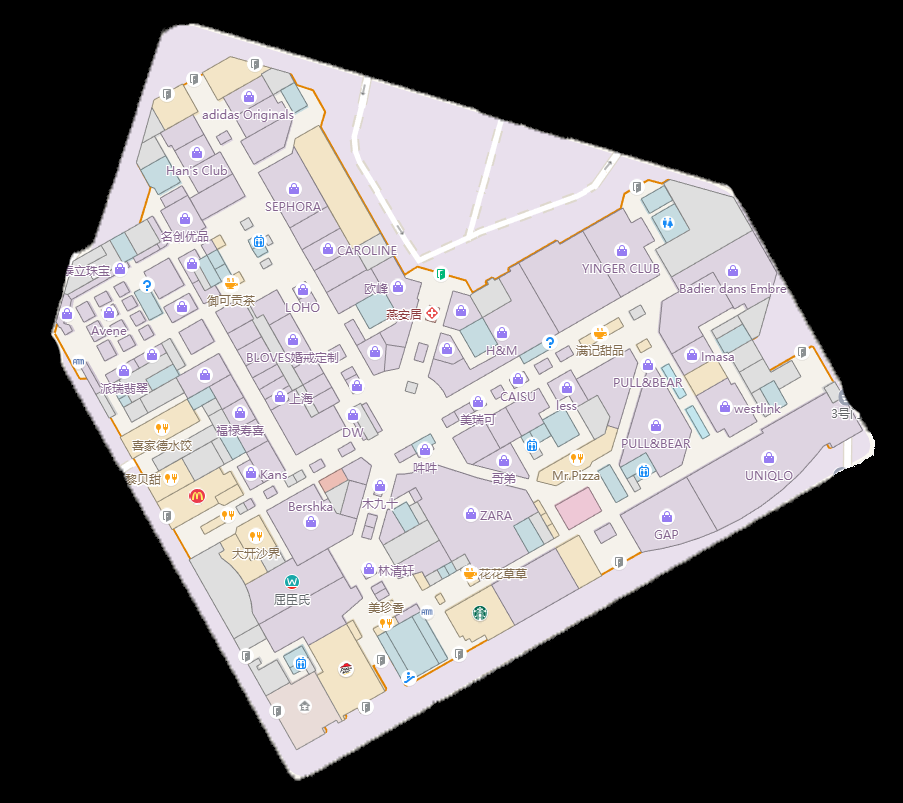 adidas Originals
Han's Club
SEPHORA
名创优品
CAROLINE
YINGER CLUB
立珠宝
欧峰
Badier dans Embre
御可贡茶
LOHO
燕安居
Avene
H&M
满记甜品
BLOVES婚戒定制
Imasa
派瑞翡翠
PULL&BEAR
上海
CAISU
less
westlink
3号
美瑞可
福禄寿喜
DW
喜家德水饺
PULL&BEAR
吽吽
哥弟
Kans
Mr.Pizza
UNIQLO
黎贝甜
Bershka
木九十
ZARA
GAP
大开沙界
林清轩
花花草草
屈臣氏
美珍香
ATM
ATM